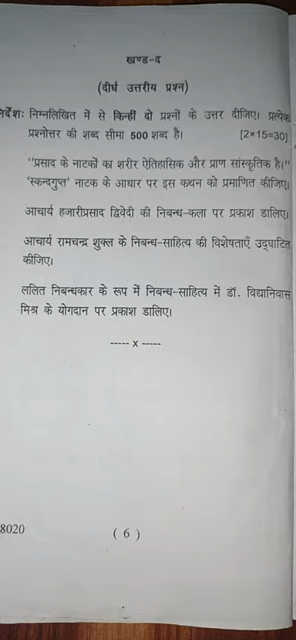 खण्ड-द
(दीर्घ उत्तरीय प्रश्न)
निर्देशः निम्नलिखित में से किन्हीं दो प्रश्नों के उत्तर दीजिए। प्रत्येक
प्रश्नोत्तर की शब्द सीमा 500 शब्द है। [2×15=30]
"प्रसाद के नाटकों का शरीर ऐतिहासिक और प्राण सांस्कृतिक है।"
'स्कन्दगुप्त' नाटक के आधार पर इस कथन को प्रमाणित कीजिए।
आचार्य हजारीप्रसाद द्विवेदी की निबन्ध-कला पर प्रकाश डालिए।
आचार्य रामचन्द्र शुक्ल के निबन्ध-साहित्य की विशेषताएँ उद्घाटित
कीजिए।
ललित निबन्धकार के रूप में निबन्ध-साहित्य में डॉ. विद्यानिवास
मिश्र के योगदान पर प्रकाश डालिए।
----- x -----
8020 ( 6 )